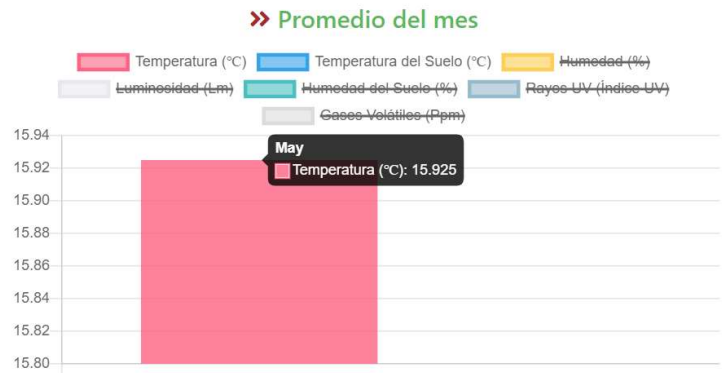 Promedio del mes
Temperatura (°C) Temperatura del Suelo (°C) Humedad (%)
Luminosidad (Lm) Humedad del Suelo (%) Rayos UV (Índice UV)
Gases Volátiles (Ppm)
15.94
May
Temperatura (°C): 15.925
15.92
15.90
15.88
15.86
15.84
15.82
15.80